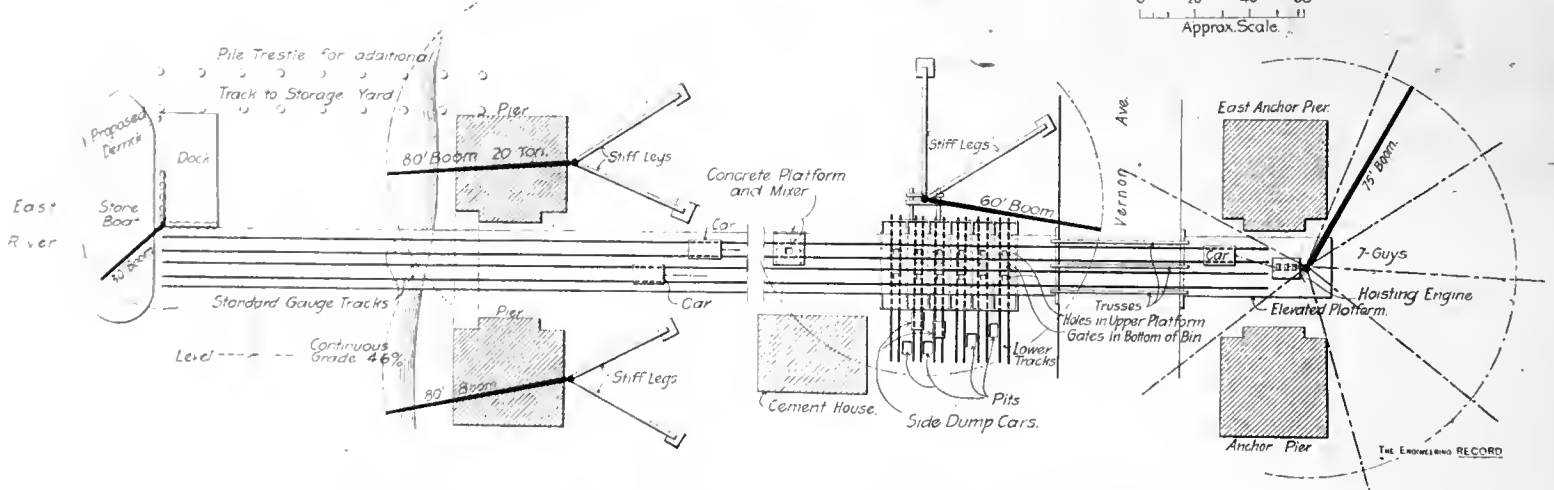 0 20 40 60
Approx. Scale.
Pile Trestle for additional
Track to Storage Yard
Proposed
Derrick
Dock
East
River
Stone
Boat
Pier
80' Boom 20 Ton.
Stiff Legs
Car
Car
Standard Gauge Tracks
Level
Continuous
Grade 4.6%
Pier
80' Boom
Stiff Legs
Concrete Platform
and Mixer
Stiff Legs
60' Boom
Vernon Ave.
Cement House.
Side Dump Cars.
Pits
Lower
Tracks
Trusses
Holes in Upper Platform
Gates in Bottom of Bin
East Anchor Pier.
75' Boom.
Car
7-Guys
Hoisting Engine
Elevated Platform.
Anchor Pier
THE ENGINEERING RECORD